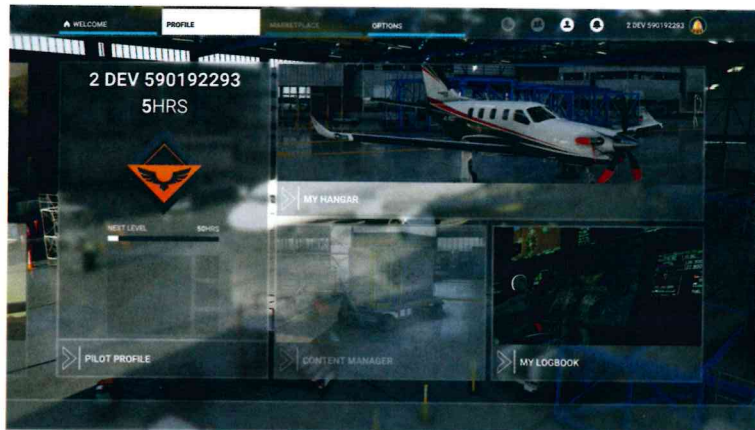 WELCOME
PROFILE
MARKETPLACE
OPTIONS
2 DEV 590192293
2 DEV 590192293
5HRS
NEXT LEVEL 50HRS
PILOT PROFILE
MY HANGAR
CONTENT MANAGER
MY LOGBOOK